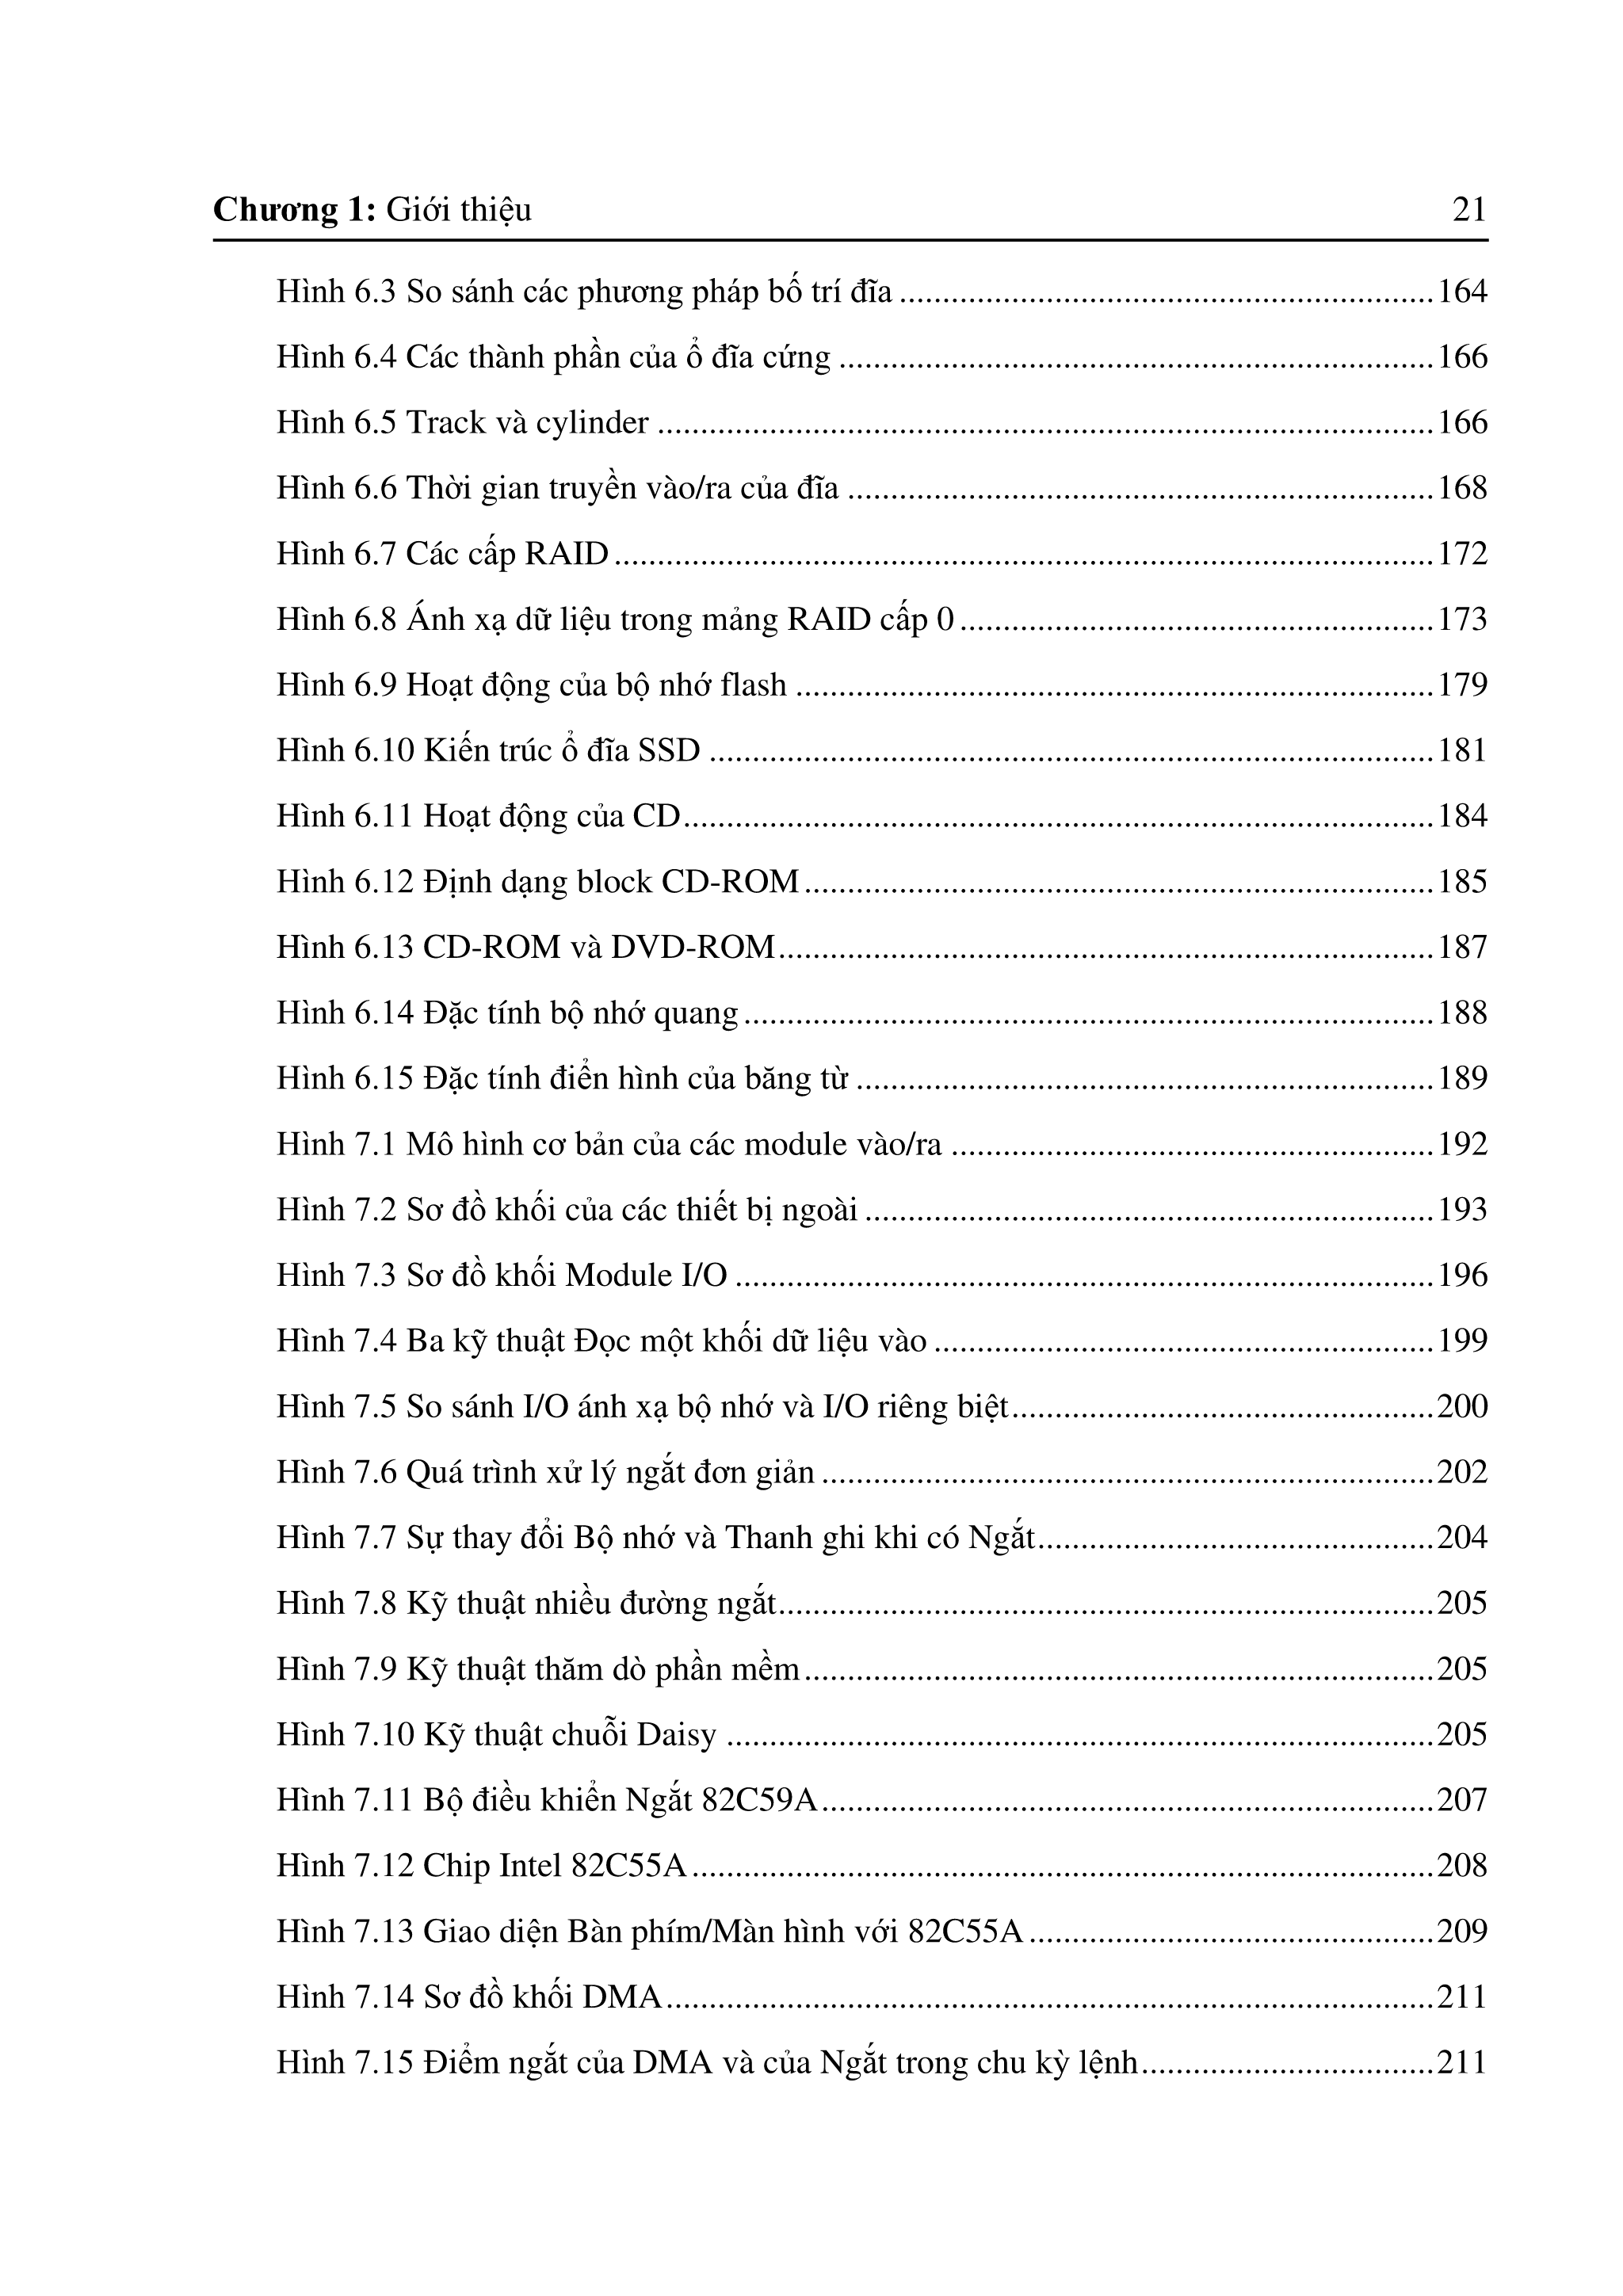 Chương 1: Giới thiệu 21
Hình 6.3 So sánh các phương pháp bố trí đĩa ........................................ 164
Hình 6.4 Các thành phần của ổ đĩa cứng ........................................ 166
Hình 6.5 Track và cylinder ........................................ 166
Hình 6.6 Thời gian truyền vào/ra của đĩa ........................................ 168
Hình 6.7 Các cấp RAID ........................................ 172
Hình 6.8 Ánh xạ dữ liệu trong mảng RAID cấp 0 ........................................ 173
Hình 6.9 Hoạt động của bộ nhớ flash ........................................ 179
Hình 6.10 Kiến trúc ổ đĩa SSD ........................................ 181
Hình 6.11 Hoạt động của CD ........................................ 184
Hình 6.12 Định dạng block CD-ROM ........................................ 185
Hình 6.13 CD-ROM và DVD-ROM ........................................ 187
Hình 6.14 Đặc tính bộ nhớ quang ........................................ 188
Hình 6.15 Đặc tính điển hình của băng từ ........................................ 189
Hình 7.1 Mô hình cơ bản của các module vào/ra ........................................ 192
Hình 7.2 Sơ đồ khối của các thiết bị ngoài ........................................ 193
Hình 7.3 Sơ đồ khối Module I/O ........................................ 196
Hình 7.4 Ba kỹ thuật Đọc một khối dữ liệu vào ........................................ 199
Hình 7.5 So sánh I/O ánh xạ bộ nhớ và I/O riêng biệt ........................................ 200
Hình 7.6 Quá trình xử lý ngắt đơn giản ........................................ 202
Hình 7.7 Sự thay đổi Bộ nhớ và Thanh ghi khi có Ngắt ........................................ 204
Hình 7.8 Kỹ thuật nhiều đường ngắt ........................................ 205
Hình 7.9 Kỹ thuật thăm dò phần mềm ........................................ 205
Hình 7.10 Kỹ thuật chuỗi Daisy ........................................ 205
Hình 7.11 Bộ điều khiển Ngắt 82C59A ........................................ 207
Hình 7.12 Chip Intel 82C55A ........................................ 208
Hình 7.13 Giao diện Bàn phím/Màn hình với 82C55A ........................................ 209
Hình 7.14 Sơ đồ khối DMA ........................................ 211
Hình 7.15 Điểm ngắt của DMA và của Ngắt trong chu kỳ lệnh ........................................ 211